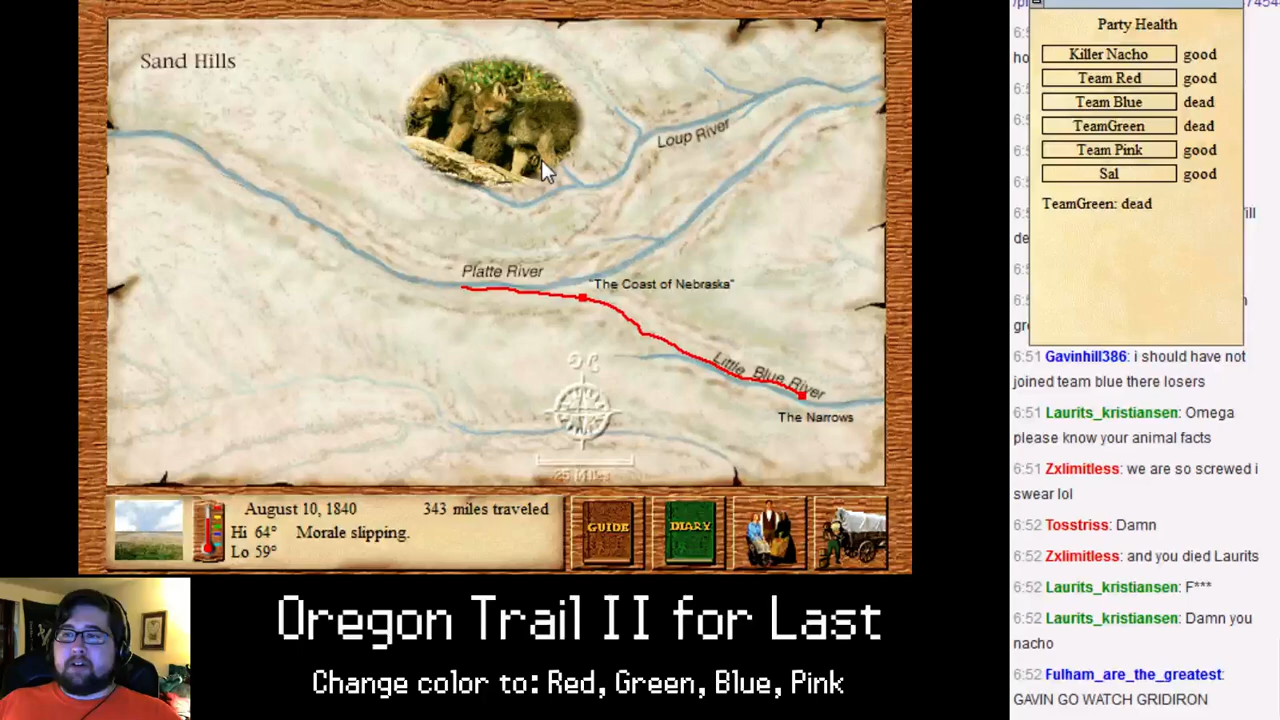 Sand Hills
Loup River
Platte River
"The Coast of Nebraska"
Little Blue River
The Narrows
25 Miles
August 10, 1840 343 miles traveled
Hi 64° Morale slipping.
Lo 59°
GUIDE
DIARY
Oregon Trail II for Last
Change color to: Red, Green, Blue, Pink
Party Health
Killer Nacho good
Team Red good
Team Blue dead
TeamGreen dead
Team Pink good
Sal good
TeamGreen: dead
6:51 Gavinhill386: i should have not
joined team blue there losers
6:51 Laurits_kristiansen: Omega
please know your animal facts
6:51 Zxlimitless: we are so screwed i
swear lol
6:52 Tosstriss: Damn
6:52 Zxlimitless: and you died Laurits
6:52 Laurits_kristiansen: F***
6:52 Laurits_kristiansen: Damn you
nacho
6:52 Fulham_are_the_greatest:
GAVIN GO WATCH GRIDIRON